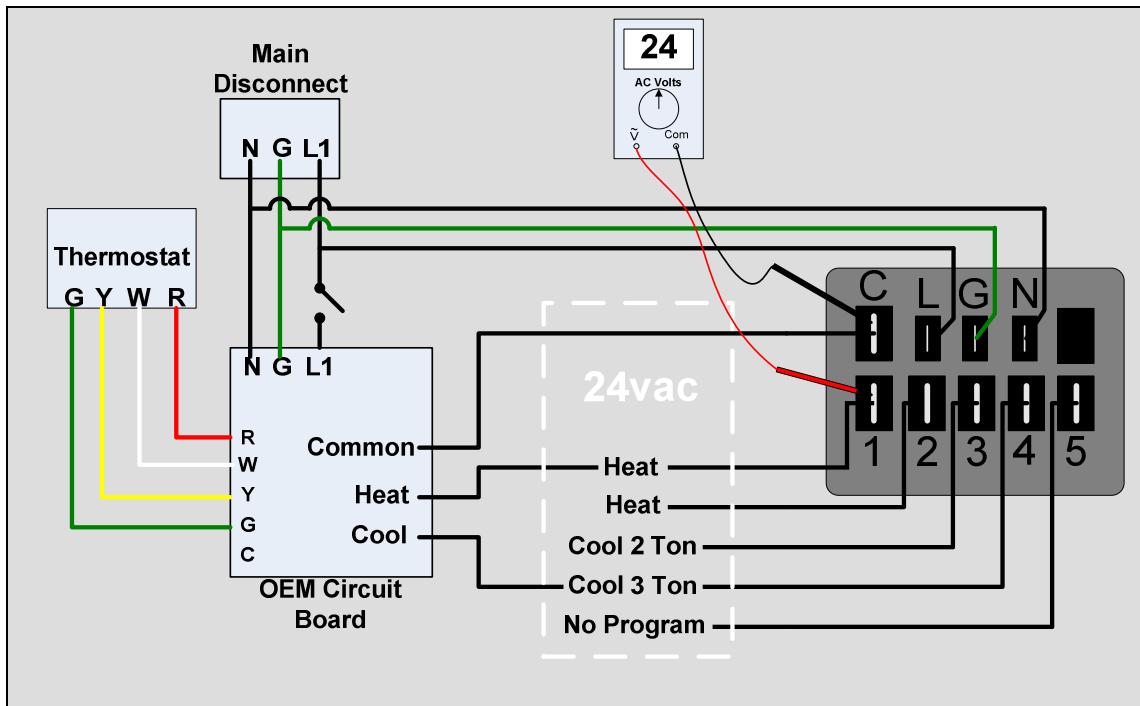 24
AC Volts
~
V Com
Main
Disconnect
N G L1
Thermostat
G Y W R
N G L1
R
W
Y
G
C
Common
Heat
Cool
OEM Circuit
Board
24vac
Heat
Heat
Cool 2 Ton
Cool 3 Ton
No Program
C L G N
1 2 3 4 5